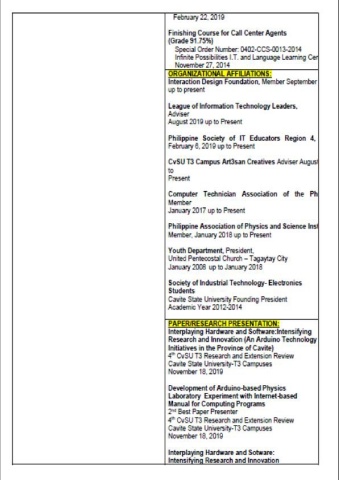 February 22, 2019
Finishing Course for Call Center Agents
(Grade 91.75%)
Special Order Number: 0402-CCS-0013-2014
Infinite Possibilities I.T. and Language Learning Cer
November 27, 2014
ORGANIZATIONAL AFFILIATIONS:
Interaction Design Foundation, Member September
up to present
League of Information Technology Leaders,
Adviser
August 2019 up to Present
Philippine Society of IT Educators Region 4,
February 6, 2019 up to Present
CvSU T3 Campus Art3san Creatives Adviser August
to
Present
Computer Technician Association of the Ph
Member
January 2017 up to Present
Philippine Association of Physics and Science Inst
Member, January 2018 up to Present
Youth Department, President,
United Pentecostal Church – Tagaytay City
January 2008 up to January 2018
Society of Industrial Technology- Electronics
Students
Cavite State University Founding President
Academic Year 2012-2014
PAPER/RESEARCH PRESENTATION:
Interplaying Hardware and Software:Intensifying
Research and Innovation (An Arduino Technology
Initiatives in the Province of Cavite)
4th CvSU T3 Research and Extension Review
Cavite State University-T3 Campuses
November 18, 2019
Development of Arduino-based Physics
Laboratory Experiment with Internet-based
Manual for Computing Programs
2nd Best Paper Presenter
4th CvSU T3 Research and Extension Review
Cavite State University-T3 Campuses
November 18, 2019
Interplaying Hardware and Sotware:
Intensifying Research and Innovation